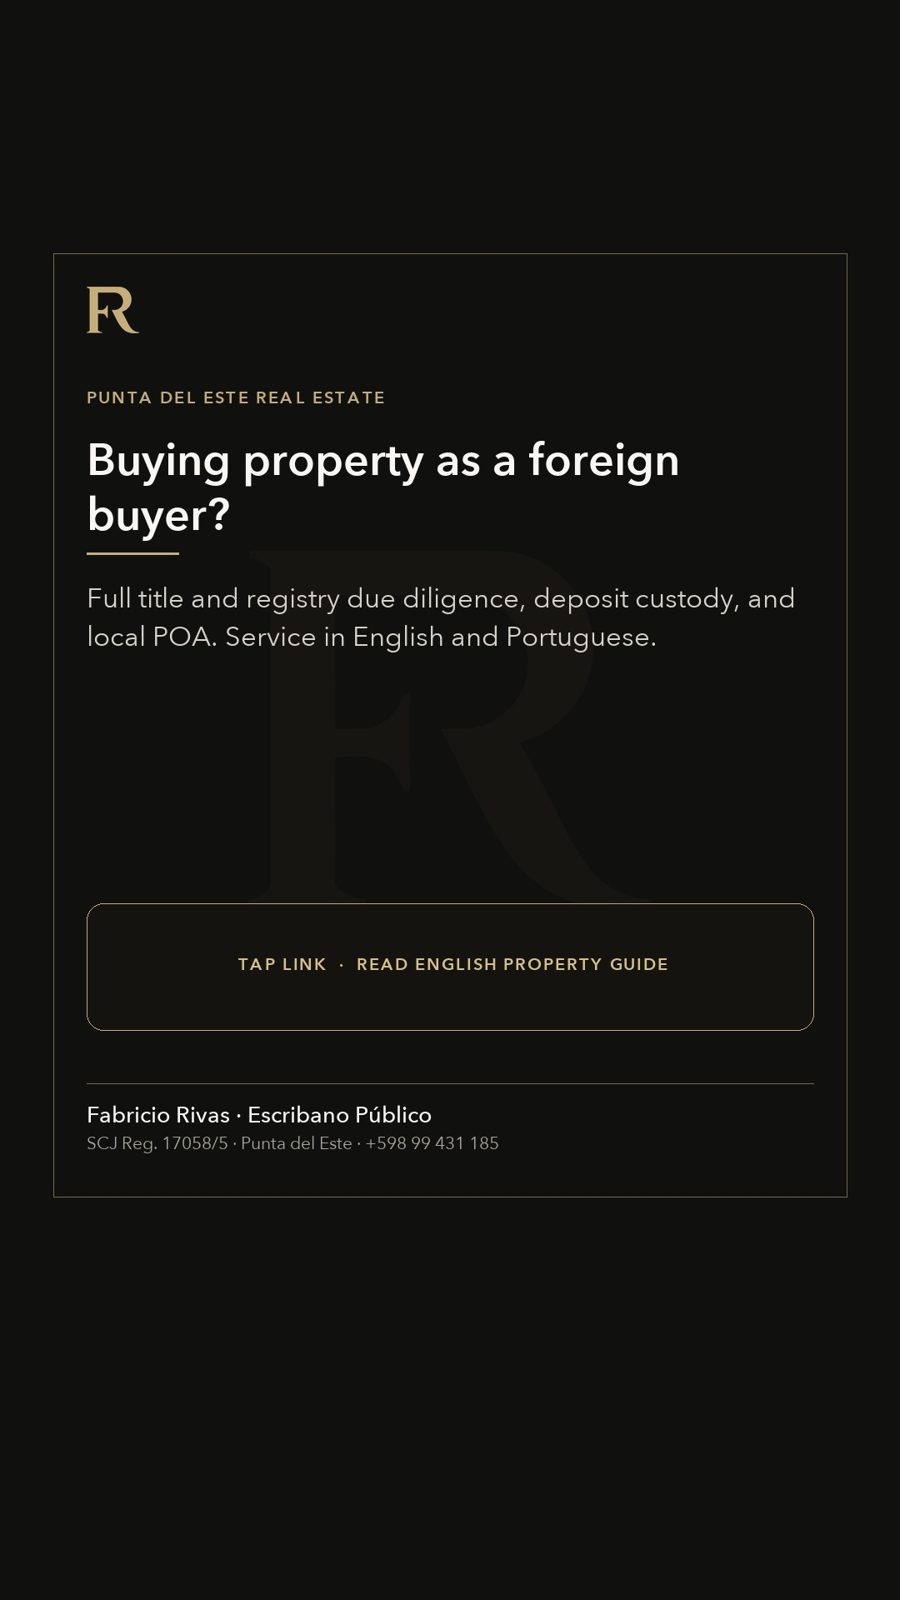 FR
PUNTA DEL ESTE REAL ESTATE
Buying property as a foreign
buyer?
Full title and registry due diligence, deposit custody, and
local POA. Service in English and Portuguese.
TAP LINK · READ ENGLISH PROPERTY GUIDE
Fabricio Rivas · Escribano Público
SCJ Reg. 17058/5 · Punta del Este · +598 99 431 185